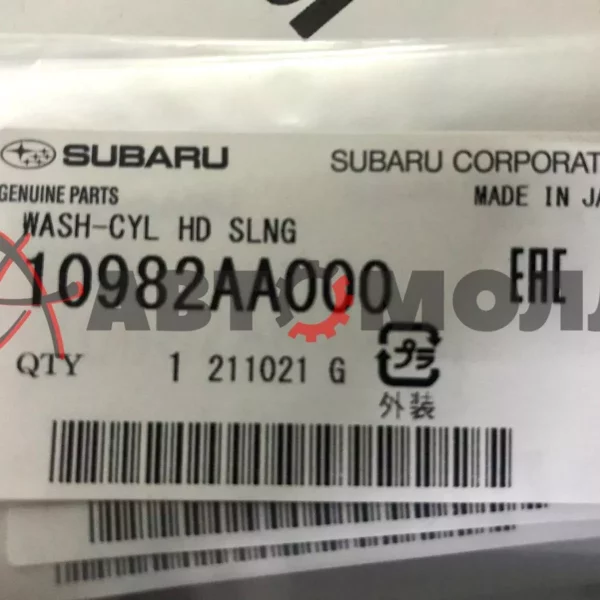 SUBARU SUBARU CORPORAT
GENUINE PARTS MADE IN JA
WASH-CYL HD SLNG
10982AA000 EAC
АВТОМОЛЛ
QTY 1 211021 G プラ
外装